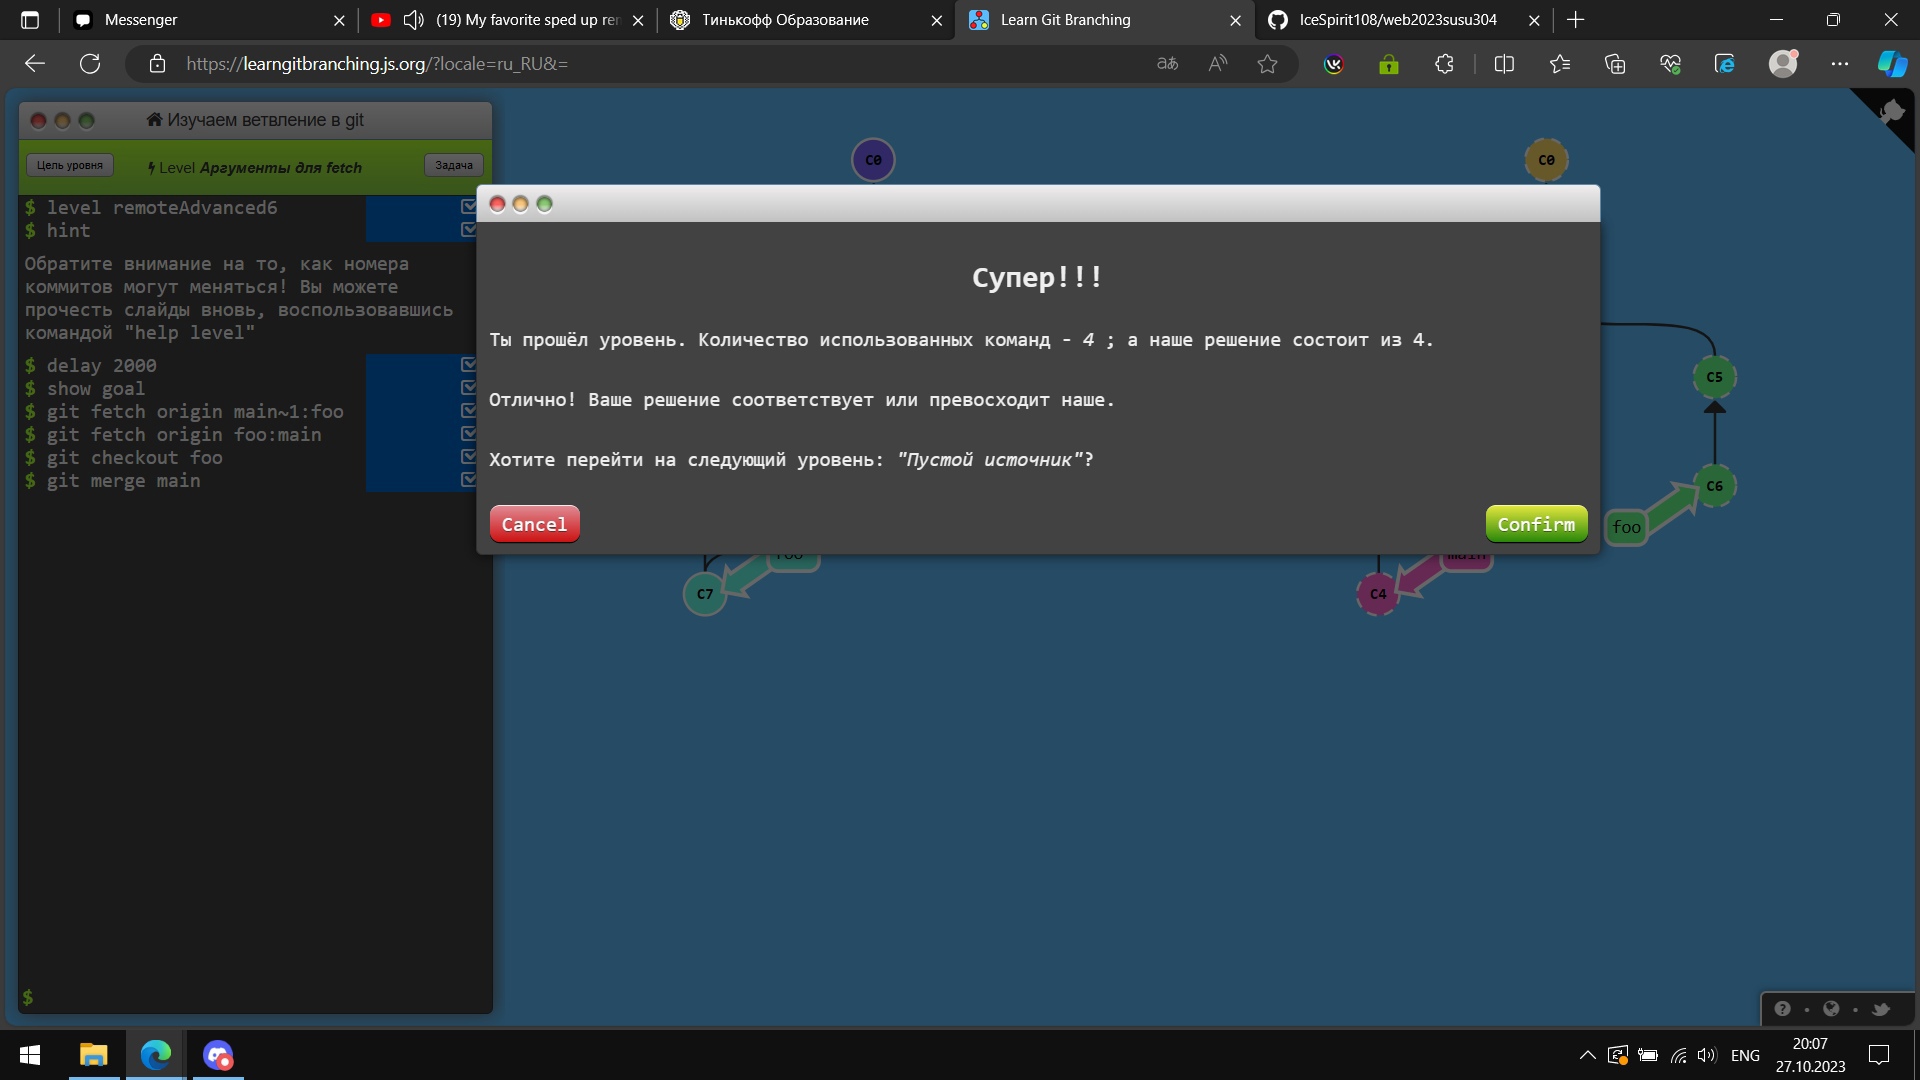 Messenger
(19) My favorite sped up
Тинькофф Образование
Learn Git Branching
IceSpirit108/web2023susu304
https://learngitbranching.js.org/?locale=ru_RU&=
Изучаем ветвление в git
Цель уровня
Level Аргументы для fetch
Задача
$ level remoteAdvanced6
$ hint
Обратите внимание на то, как номера
коммитов могут меняться! Вы можете
прочесть слайды вновь, воспользовавшись
командой "help level"
$ delay 2000
$ show goal
$ git fetch origin main~1:foo
$ git fetch origin foo:main
$ git checkout foo
$ git merge main
$
C0
C0
Супер!!!
Ты прошёл уровень. Количество использованных команд - 4 ; а наше решение состоит из 4.
Отлично! Ваше решение соответствует или превосходит наше.
Хотите перейти на следующий уровень: "Пустой источник"?
Cancel
Confirm
C5
C6
foo
foo
main
C7
C4
ENG
20:07
27.10.2023